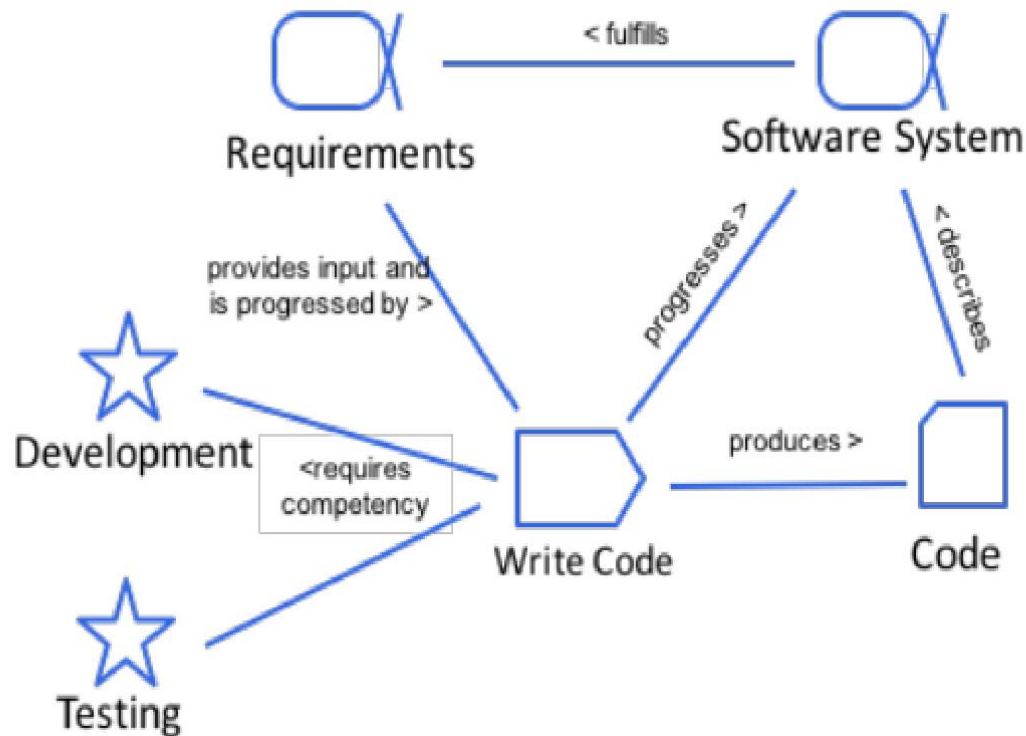 < fulfills
Requirements
Software System
provides input and
is progressed by >
progresses >
< describes
Development
<requires
competency
produces >
Write Code
Code
Testing